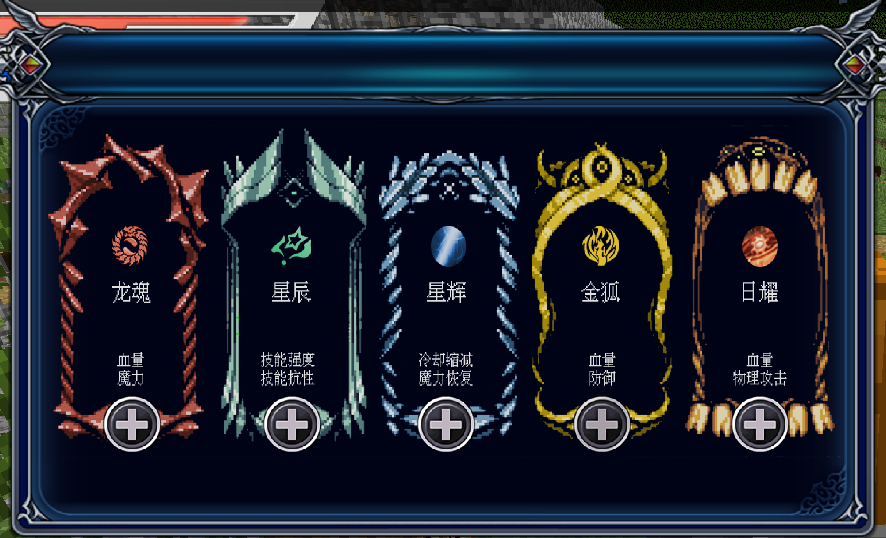 龙魂
星辰
星辉
金狐
日耀
血量
魔力
技能强度
技能抗性
冷却缩减
魔力恢复
血量
防御
血量
物理攻击